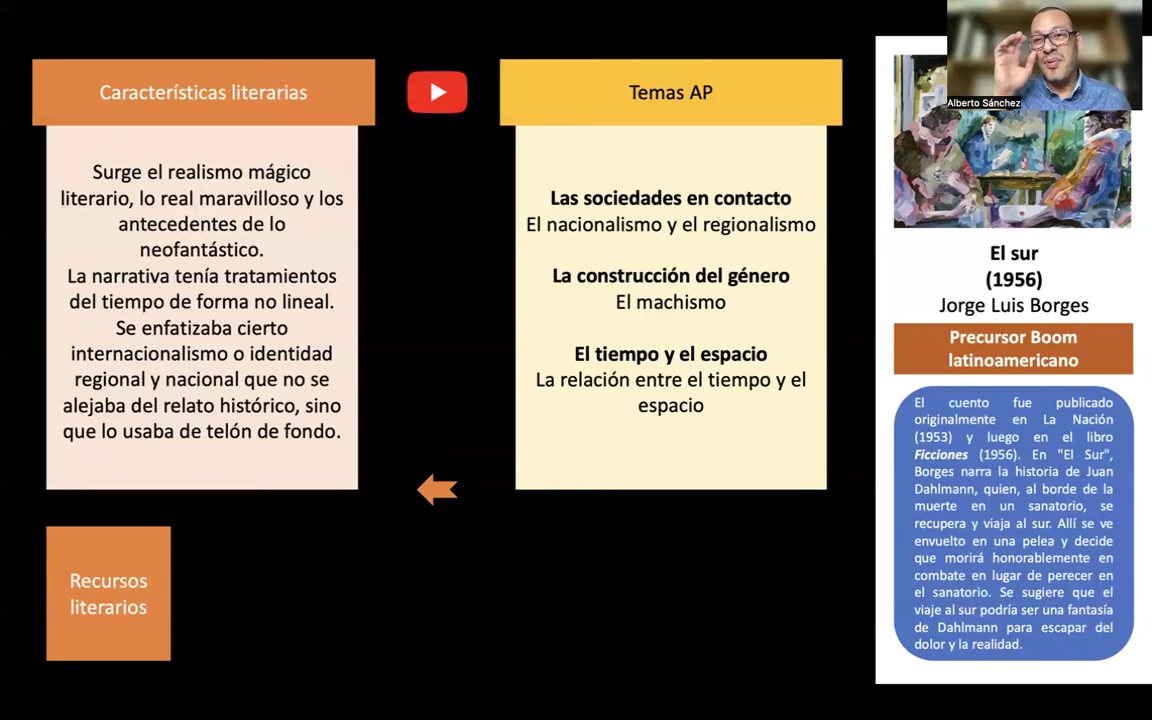 Características literarias
Surge el realismo mágico
literario, lo real maravilloso y los
antecedentes de lo
neofantástico.
La narrativa tenía tratamientos
del tiempo de forma no lineal.
Se enfatizaba cierto
internacionalismo o identidad
regional y nacional que no se
alejaba del relato histórico, sino
que lo usaba de telón de fondo.
Recursos
literarios
Temas AP
Las sociedades en contacto
El nacionalismo y el regionalismo
La construcción del género
El machismo
El tiempo y el espacio
La relación entre el tiempo y el
espacio
Alberto Sánchez
El sur
(1956)
Jorge Luis Borges
Precursor Boom
latinoamericano
El cuento fue publicado
originalmente en La Nación
(1953) y luego en el libro
Ficciones (1956). En "El Sur",
Borges narra la historia de Juan
Dahlmann, quien, al borde de la
muerte en un sanatorio, se
recupera y viaja al sur. Allí se ve
envuelto en una pelea y decide
que morirá honorablemente en
combate en lugar de perecer en
el sanatorio. Se sugiere que el
viaje al sur podría ser una fantasía
de Dahlmann para escapar del
dolor y la realidad.